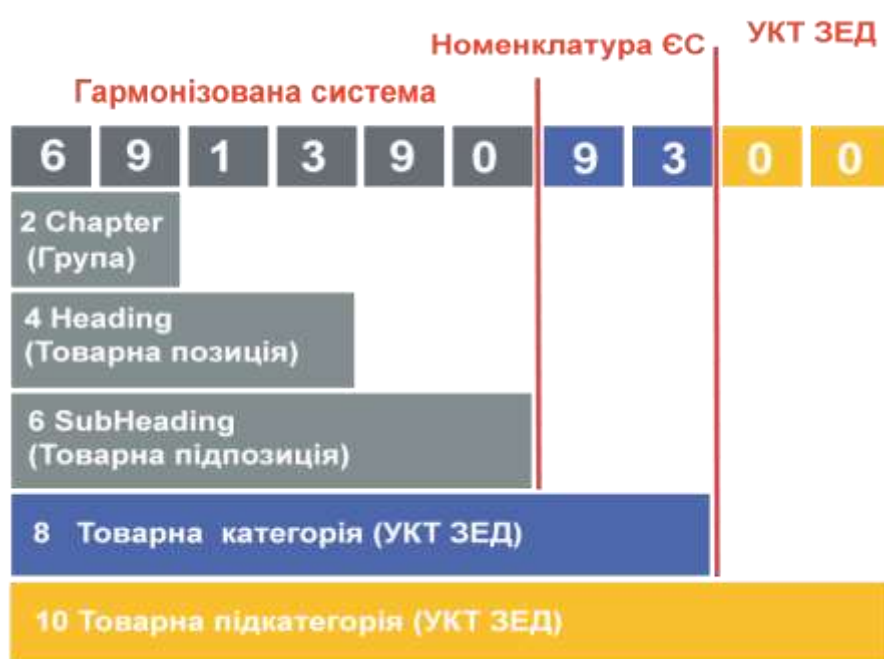 УКТ ЗЕД
Номенклатура ЄС
Гармонізована система
6 9 1 3 9 0 9 3 0 0
2 Chapter
(Група)
4 Heading
(Товарна позиція)
6 SubHeading
(Товарна підпозиція)
8 Товарна категорія (УКТ ЗЕД)
10 Товарна підкатегорія (УКТ ЗЕД)